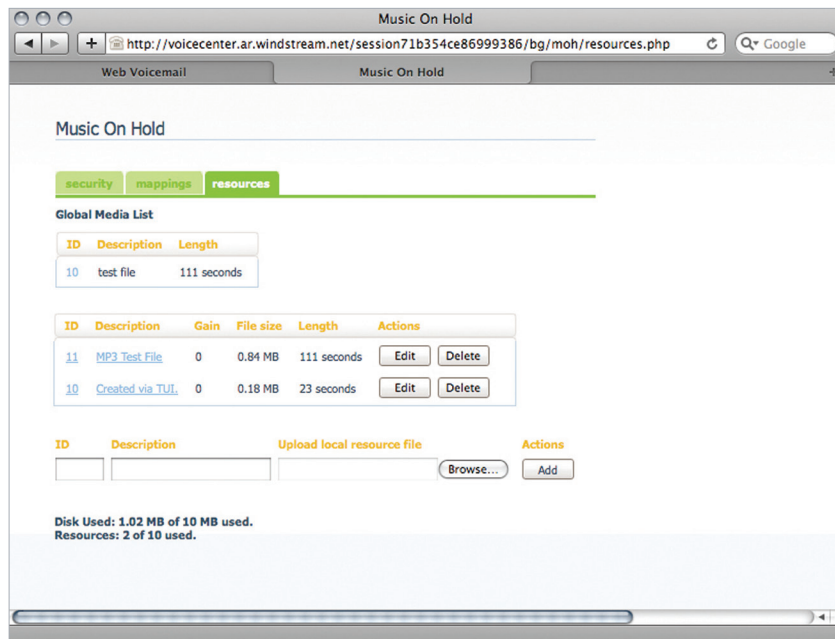 Music On Hold
http://voicecenter.ar.windstream.net/session71b354ce86999386/bg/moh/resources.php
Google
Web Voicemail
Music On Hold
Music On Hold
security
mappings
resources
Global Media List
ID Description Length
10 test file 111 seconds
ID Description Gain File size Length Actions
11 MP3 Test File 0 0.84 MB 111 seconds Edit Delete
10 Created via TUI. 0 0.18 MB 23 seconds Edit Delete
ID Description Upload local resource file Actions
Browse... Add
Disk Used: 1.02 MB of 10 MB used.
Resources: 2 of 10 used.